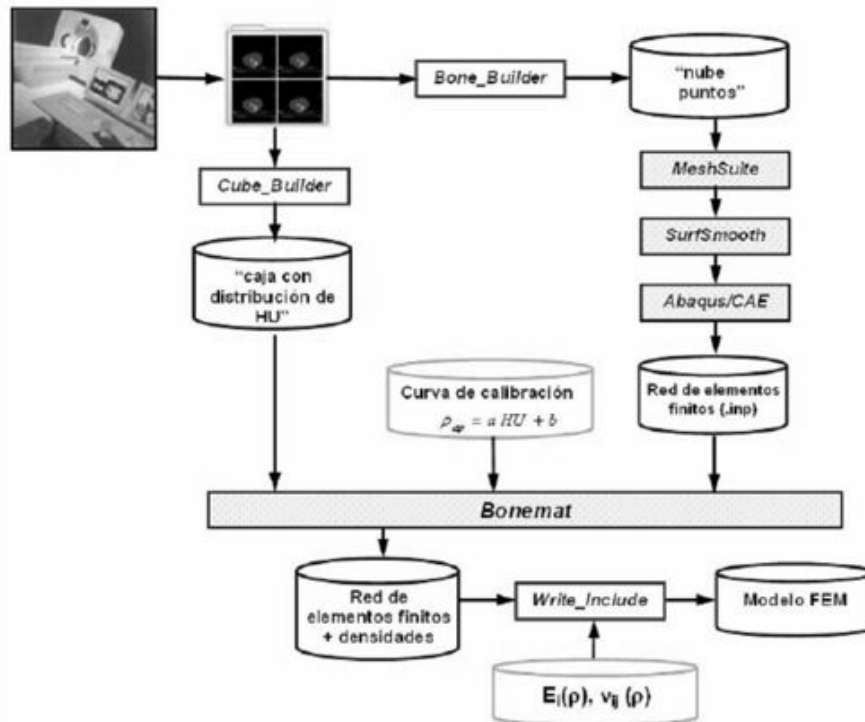 Bone_Builder
"nube
puntos"
Cube_Builder
MeshSuite
SurfSmooth
"caja con
distribución de
HU"
Abaqus/CAE
Curva de calibración
ρap = a HU + b
Red de elementos
finitos (.inp)
Bonemat
Red de
elementos finitos
+ densidades
Write_Include
Modelo FEM
Ei(ρ), νij (ρ)